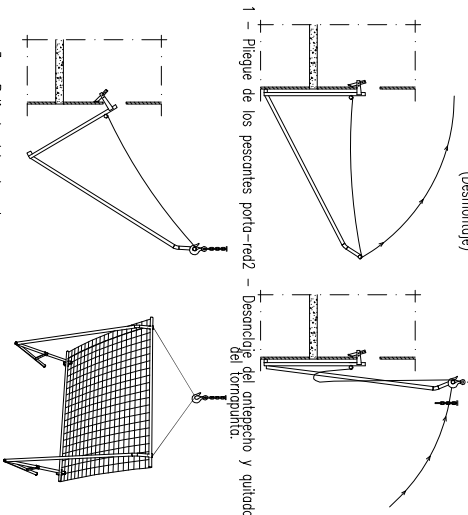 (Desmontaje)
1 - Pliegue de los pescantes porta-red
2 - Desanclaje del antepecho y quitado
del tornapunta.